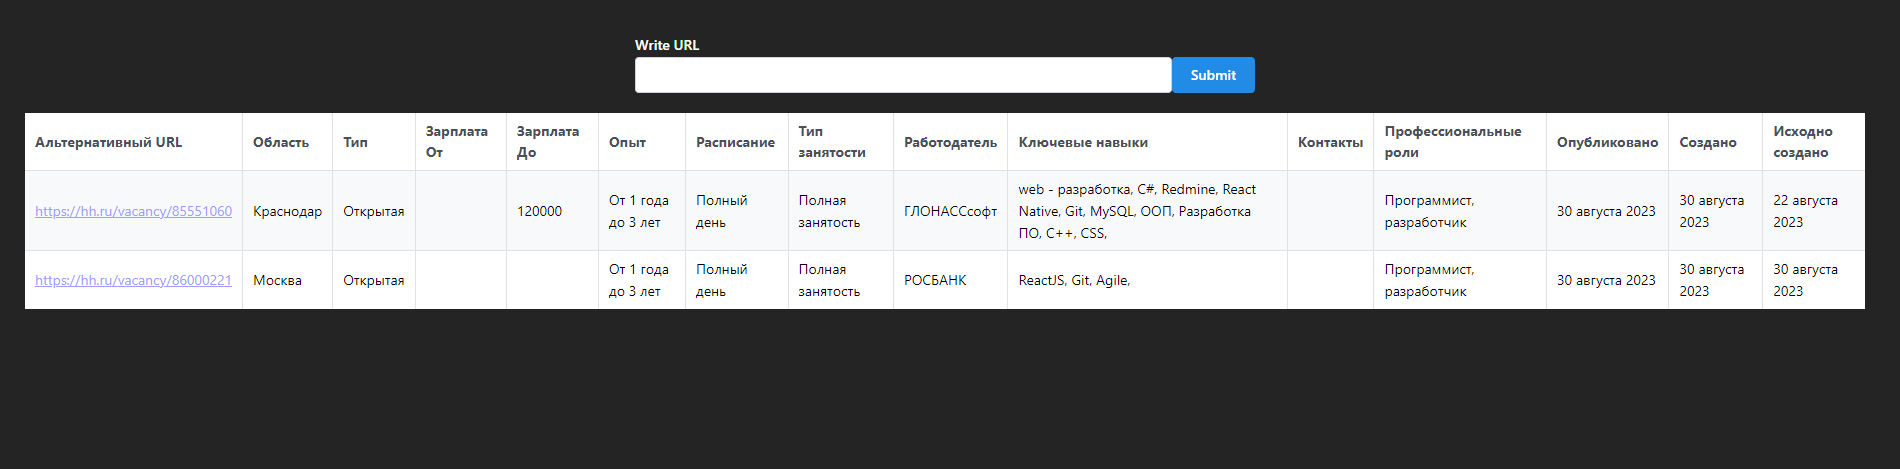 Write URL
Submit
Альтернативный URL
Область
Тип
Зарплата
От
Зарплата
До
Опыт
Расписание
Тип
занятости
Работодатель
Ключевые навыки
Контакты
Профессиональные
роли
Опубликовано
Создано
Исходно
создано
https://hh.ru/vacancy/85551060
Краснодар
Открытая
120000
От 1 года
до 3 лет
Полный
день
Полная
занятость
ГЛОНАССсофт
web - разработка, C#, Redmine, React
Native, Git, MySQL, ООП, Разработка
ПО, C++, CSS,
Программист,
разработчик
30 августа 2023
30 августа
2023
22 августа
2023
https://hh.ru/vacancy/86000221
Москва
Открытая
От 1 года
до 3 лет
Полный
день
Полная
занятость
РОСБАНК
ReactJS, Git, Agile,
Программист,
разработчик
30 августа 2023
30 августа
2023
30 августа
2023